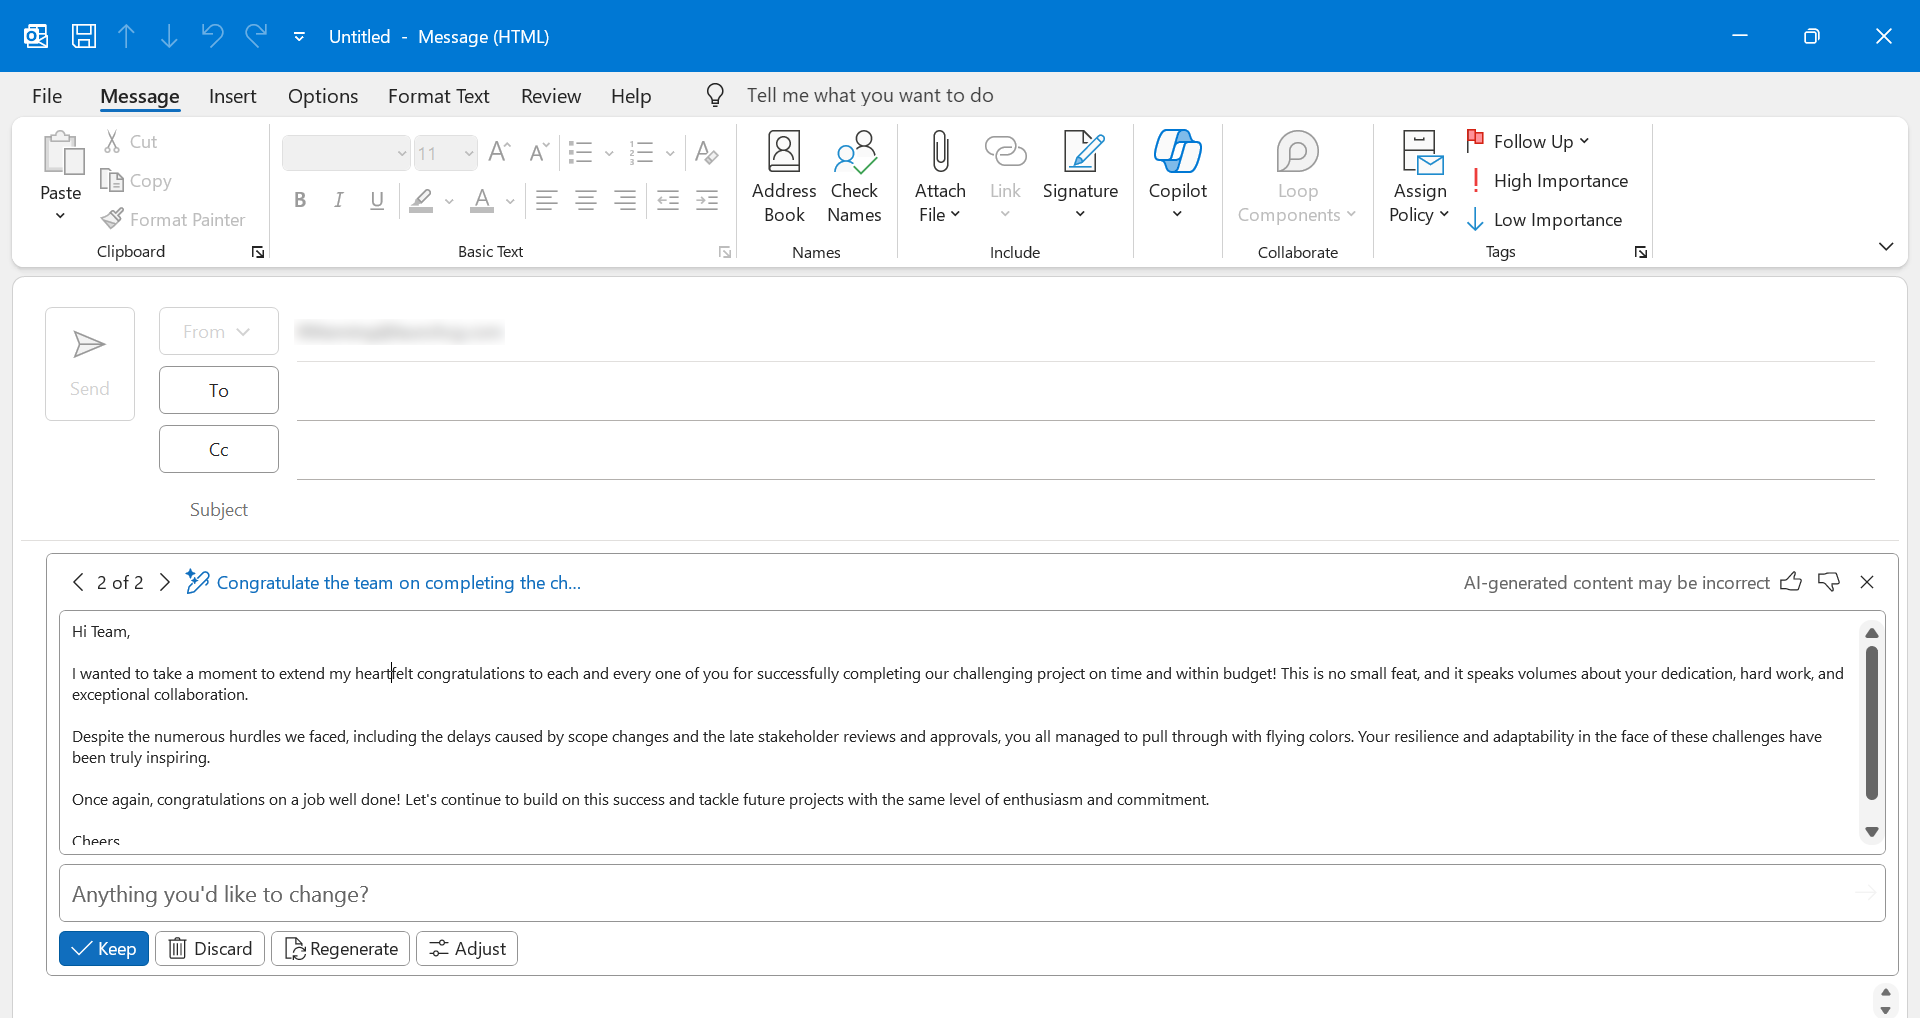 Untitled - Message (HTML)
File Message Insert Options Format Text Review Help Tell me what you want to do
Paste
Cut
Copy
Format Painter
Clipboard
11
B I U
A
Basic Text
Address Book
Check Names
Names
Attach File
Link
Signature
Include
Copilot
Loop Components
Collaborate
Assign Policy
Follow Up
High Importance
Low Importance
Tags
Send
From
To
Cc
Subject
2 of 2 Congratulate the team on completing the ch... AI-generated content may be incorrect
Hi Team,
I wanted to take a moment to extend my heartfelt congratulations to each and every one of you for successfully completing our challenging project on time and within budget! This is no small feat, and it speaks volumes about your dedication, hard work, and
exceptional collaboration.
Despite the numerous hurdles we faced, including the delays caused by scope changes and the late stakeholder reviews and approvals, you all managed to pull through with flying colors. Your resilience and adaptability in the face of these challenges have
been truly inspiring.
Once again, congratulations on a job well done! Let's continue to build on this success and tackle future projects with the same level of enthusiasm and commitment.
Cheers
Anything you'd like to change?
Keep Discard Regenerate Adjust